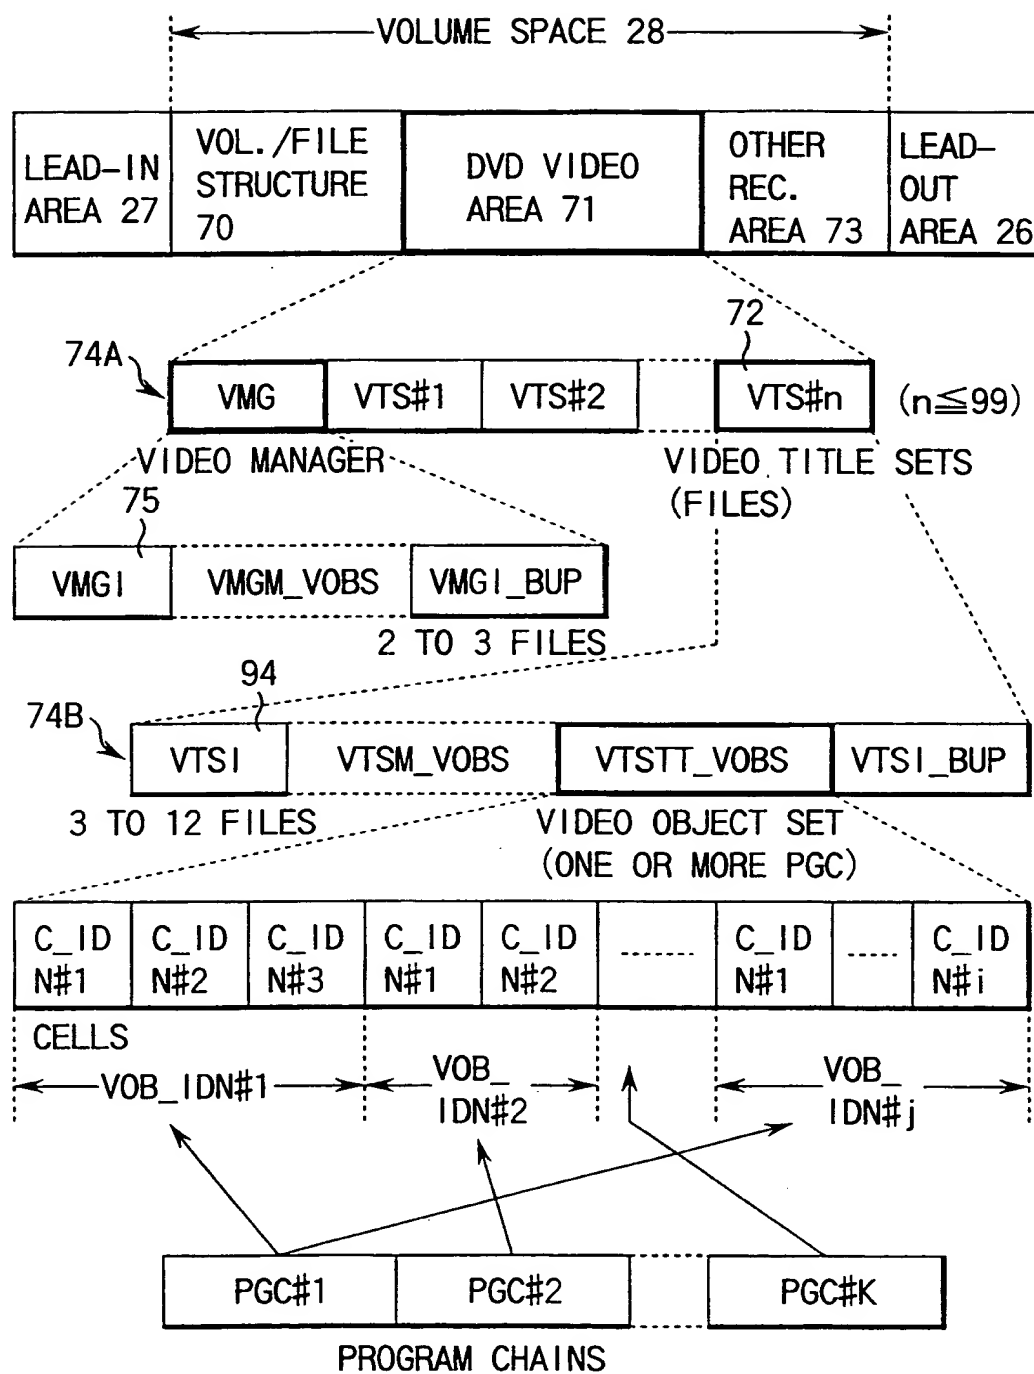 VOLUME SPACE 28
LEAD-IN
AREA 27
VOL./FILE
STRUCTURE
70
DVD VIDEO
AREA 71
OTHER
REC.
AREA 73
LEAD-
OUT
AREA 26
72
74A
VMG
VTS#1
VTS#2
VTS#n
(n≦99)
VIDEO MANAGER
VIDEO TITLE SETS
(FILES)
75
VMGI
VMGM_VOBS
VMGI_BUP
2 TO 3 FILES
94
74B
VTSI
VTSM_VOBS
VTSTT_VOBS
VTSI_BUP
3 TO 12 FILES
VIDEO OBJECT SET
(ONE OR MORE PGC)
C_ID
N#1
C_ID
N#2
C_ID
N#3
C_ID
N#1
C_ID
N#2
C_ID
N#1
C_ID
N#i
CELLS
VOB_IDN#1
VOB_
IDN#2
VOB_
IDN#j
PGC#1
PGC#2
PGC#K
PROGRAM CHAINS